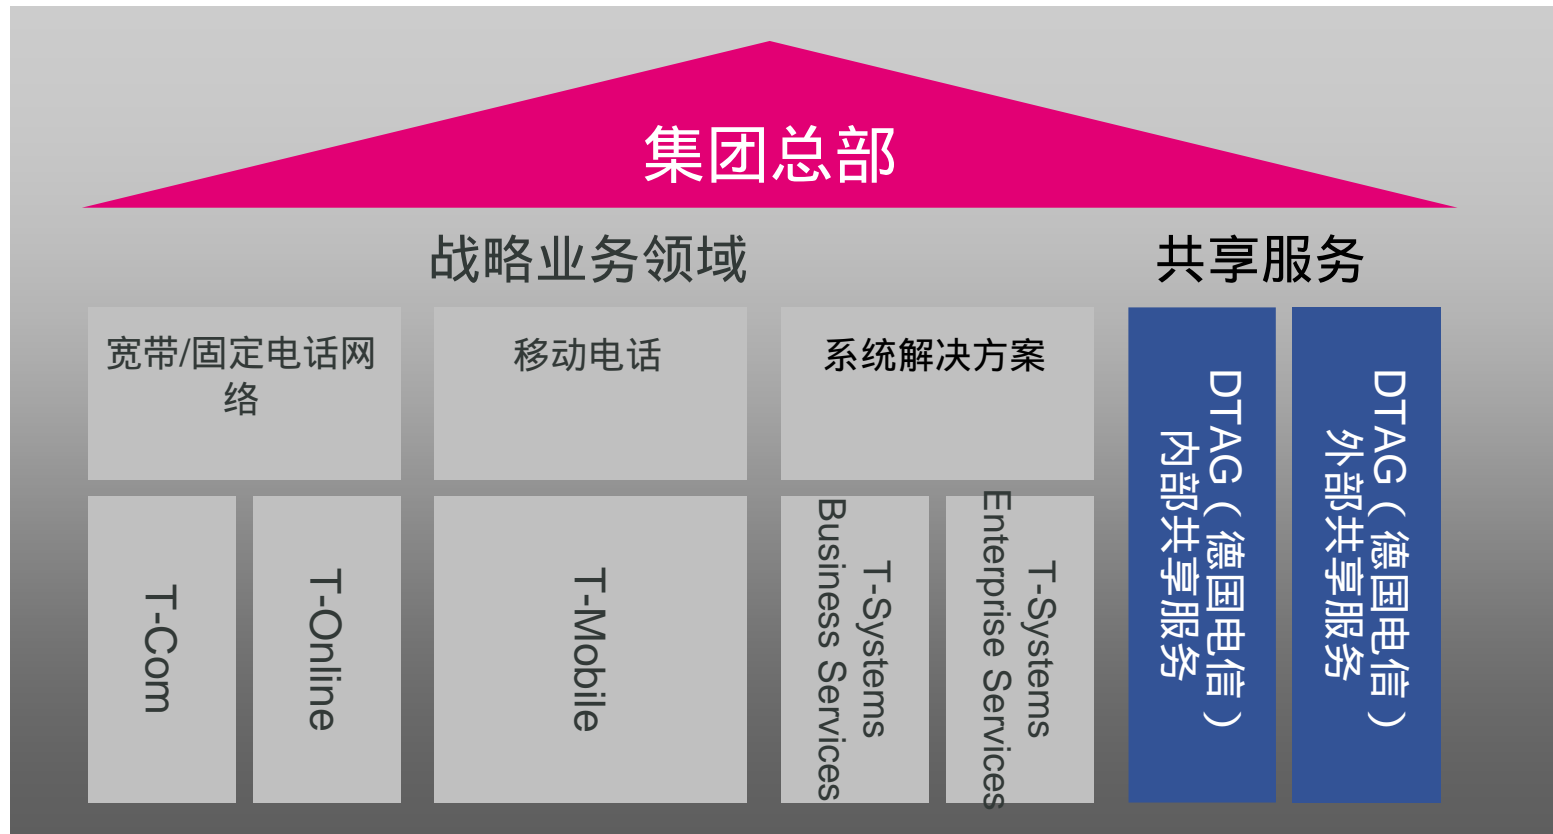 集团总部
战略业务领域
共享服务
宽带/固定电话网
络
移动电话
系统解决方案
T-Com
T-Online
T-Mobile
T-Systems
Business Services
T-Systems
Enterprise Services
DTAG（德国电信）
内部共享服务
DTAG（德国电信）
外部共享服务